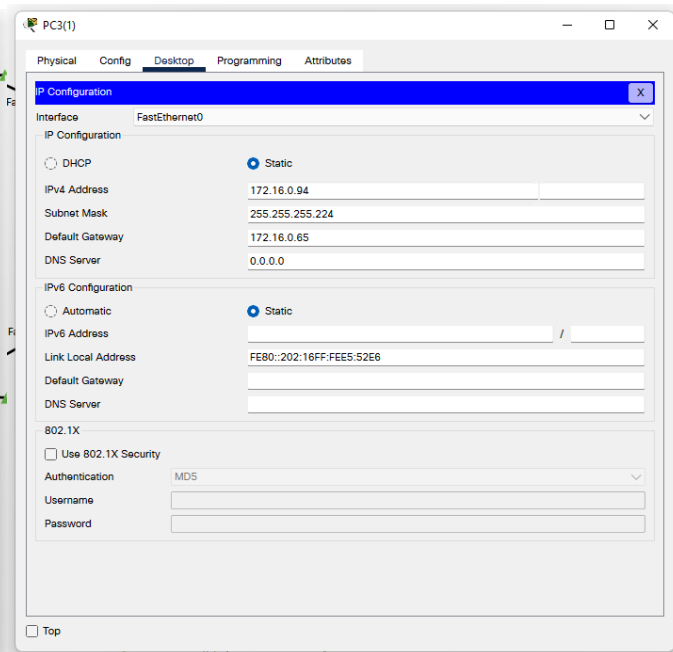 PC3(1)
Physical Config Desktop Programming Attributes
IP Configuration X
Interface FastEthernet0
IP Configuration
DHCP Static
IPv4 Address 172.16.0.94
Subnet Mask 255.255.255.224
Default Gateway 172.16.0.65
DNS Server 0.0.0.0
IPv6 Configuration
Automatic Static
IPv6 Address /
Link Local Address FE80::202:16FF:FEE5:52E6
Default Gateway
DNS Server
802.1X
Use 802.1X Security
Authentication MD5
Username
Password
Top